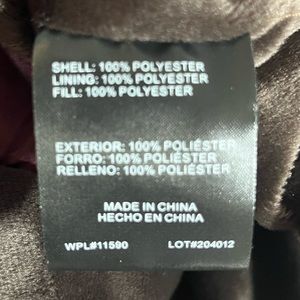 SHELL: 100% POLYESTER
LINING: 100% POLYESTER
FILL: 100% POLYESTER
EXTERIOR: 100% POLIÉSTER
FORRO: 100% POLIÉSTER
RELLENO: 100% POLIÉSTER
MADE IN CHINA
HECHO EN CHINA
WPL#11590 LOT#204012